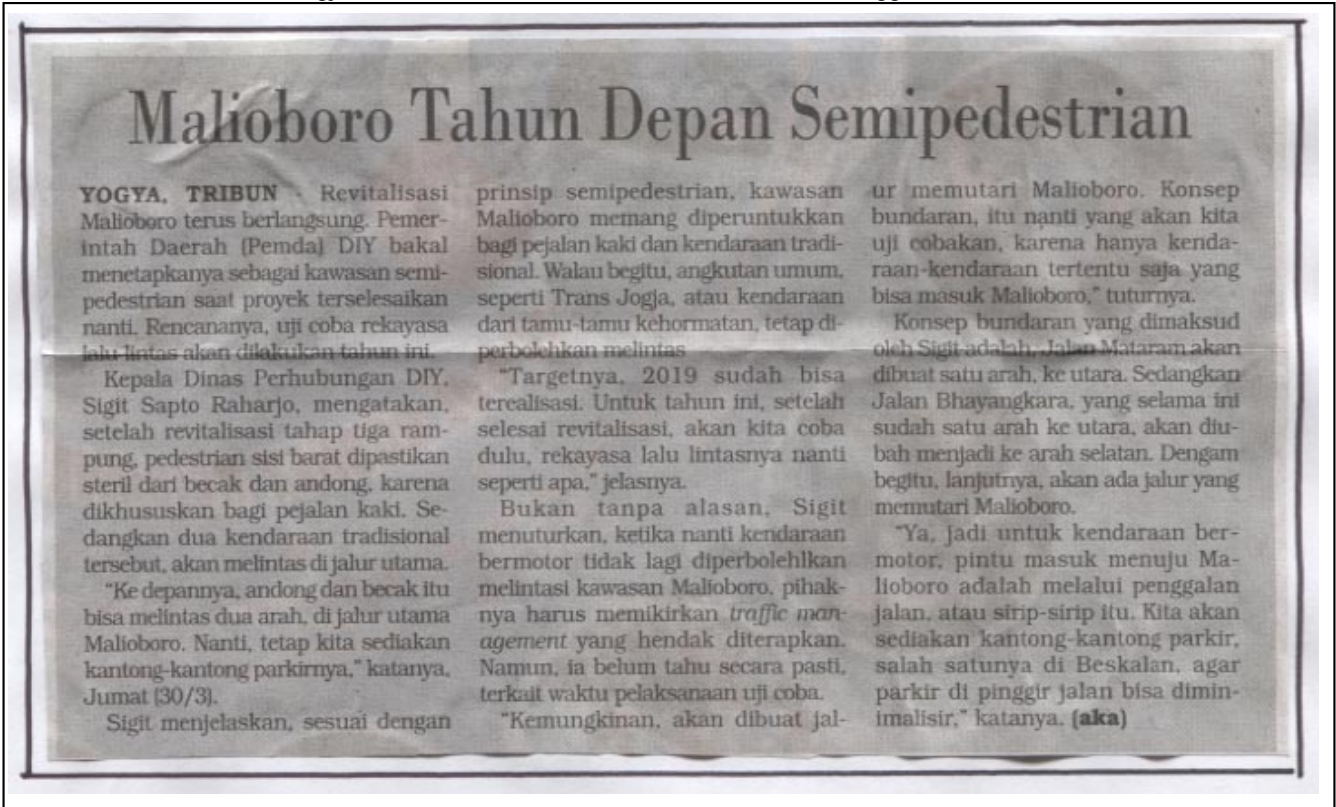 Malioboro Tahun Depan Semipedestrian
YOGYA, TRIBUN - Revitalisasi
Malioboro terus berlangsung. Pemer-
intah Daerah (Pemda) DIY bakal
menetapkanya sebagai kawasan semi-
pedestrian saat proyek terselesaikan
nanti. Rencananya, uji coba rekayasa
lalu lintas akan dilakukan tahun ini.
Kepala Dinas Perhubungan DIY,
Sigit Sapto Raharjo, mengatakan,
setelah revitalisasi tahap tiga ram-
pung, pedestrian sisi barat dipastikan
steril dari becak dan andong, karena
dikhususkan bagi pejalan kaki. Se-
dangkan dua kendaraan tradisional
tersebut, akan melintas di jalur utama.
"Ke depannya, andong dan becak itu
bisa melintas dua arah, di jalur utama
Malioboro. Nanti, tetap kita sediakan
kantong-kantong parkirnya," katanya,
Jumat (30/3).
Sigit menjelaskan, sesuai dengan
prinsip semipedestrian, kawasan
Malioboro memang diperuntukkan
bagi pejalan kaki dan kendaraan tradi-
sional. Walau begitu, angkutan umum,
seperti Trans Jogja, atau kendaraan
dari tamu-tamu kehormatan, tetap di-
perbolehkan melintas
"Targetnya, 2019 sudah bisa
terealisasi. Untuk tahun ini, setelah
selesai revitalisasi, akan kita coba
dulu, rekayasa lalu lintasnya nanti
seperti apa," jelasnya.
Bukan tanpa alasan, Sigit
menuturkan, ketika nanti kendaraan
bermotor tidak lagi diperbolehlkan
melintasi kawasan Malioboro, pihak-
nya harus memikirkan traffic man-
agement yang hendak diterapkan.
Namun, ia belum tahu secara pasti,
terkait waktu pelaksanaan uji coba.
"Kemungkinan, akan dibuat jal-
ur memutari Malioboro. Konsep
bundaran, itu nanti yang akan kita
uji cobakan, karena hanya kenda-
raan-kendaraan tertentu saja yang
bisa masuk Malioboro," tuturnya.
Konsep bundaran yang dimaksud
oleh Sigit adalah, Jalan Mataram akan
dibuat satu arah, ke utara. Sedangkan
Jalan Bhayangkara, yang selama ini
sudah satu arah ke utara, akan diu-
bah menjadi ke arah selatan. Dengam
begitu, lanjutnya, akan ada jalur yang
memutari Malioboro.
"Ya, jadi untuk kendaraan ber-
motor, pintu masuk menuju Ma-
lioboro adalah melalui penggalan
jalan, atau sirip-sirip itu. Kita akan
sediakan kantong-kantong parkir,
salah satunya di Beskalan, agar
parkir di pinggir jalan bisa dimin-
imalisir," katanya. (aka)